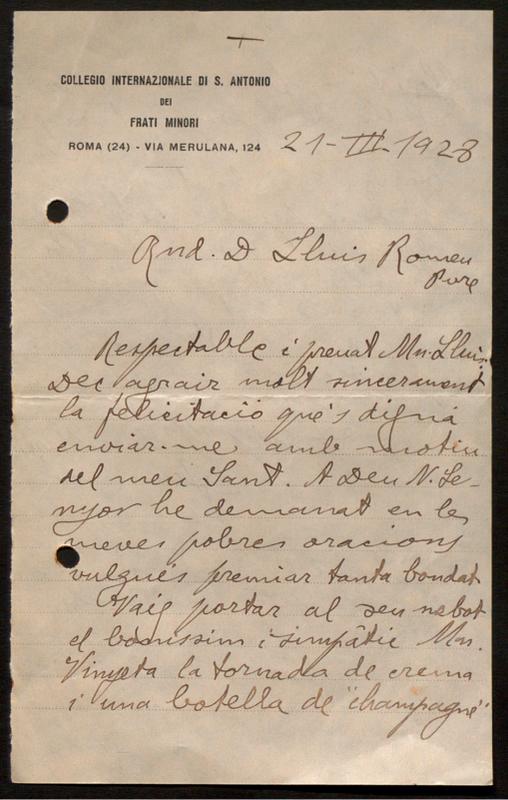 COLLEGIO INTERNAZIONALE DI S. ANTONIO
DEI
FRATI MINORI
ROMA (24) - VIA MERULANA, 124
21-III-1928
Rnd. D Lluis Romeu
Pvre
Respectable i preuat Mn. Lluis.
Dec agrair molt sincerament
la felicitació que's digná
enviar-me amb motiu
del meu Sant. A Deu N. Se-
nyor he demanat en les
meves pobres oracions
vulgués premiar tanta bondat
Vaig portar al seu nebot
el bonissim i simpâtic Mn.
Vinyeta la tornada de crema
i una botella de "champagne"